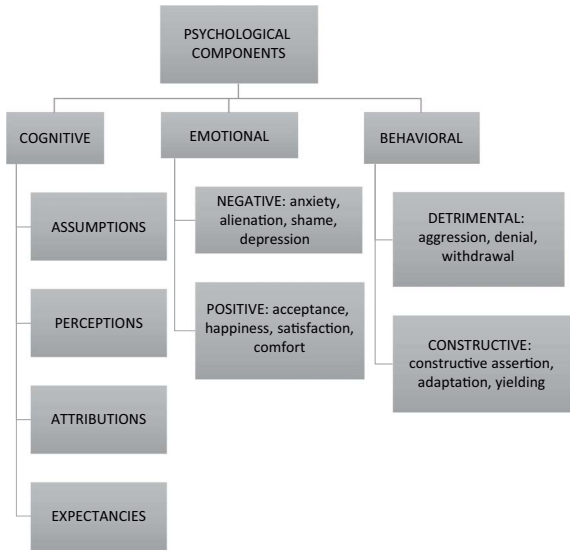 PSYCHOLOGICAL
COMPONENTS
COGNITIVE
EMOTIONAL
BEHAVIORAL
ASSUMPTIONS
PERCEPTIONS
ATTRIBUTIONS
EXPECTANCIES
NEGATIVE: anxiety,
alienation, shame,
depression
POSITIVE: acceptance,
happiness, satisfaction,
comfort
DETRIMENTAL:
aggression, denial,
withdrawal
CONSTRUCTIVE:
constructive assertion,
adaptation, yielding